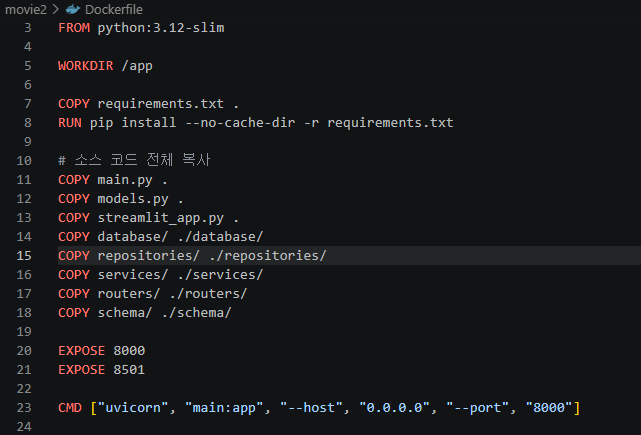 movie2 > Dockerfile
3 FROM python:3.12-slim
4
5 WORKDIR /app
6
7 COPY requirements.txt .
8 RUN pip install --no-cache-dir -r requirements.txt
9
10 # 소스 코드 전체 복사
11 COPY main.py .
12 COPY models.py .
13 COPY streamlit_app.py .
14 COPY database/ ./database/
15 COPY repositories/ ./repositories/
16 COPY services/ ./services/
17 COPY routers/ ./routers/
18 COPY schema/ ./schema/
19
20 EXPOSE 8000
21 EXPOSE 8501
22
23 CMD ["uvicorn", "main:app", "--host", "0.0.0.0", "--port", "8000"]
24